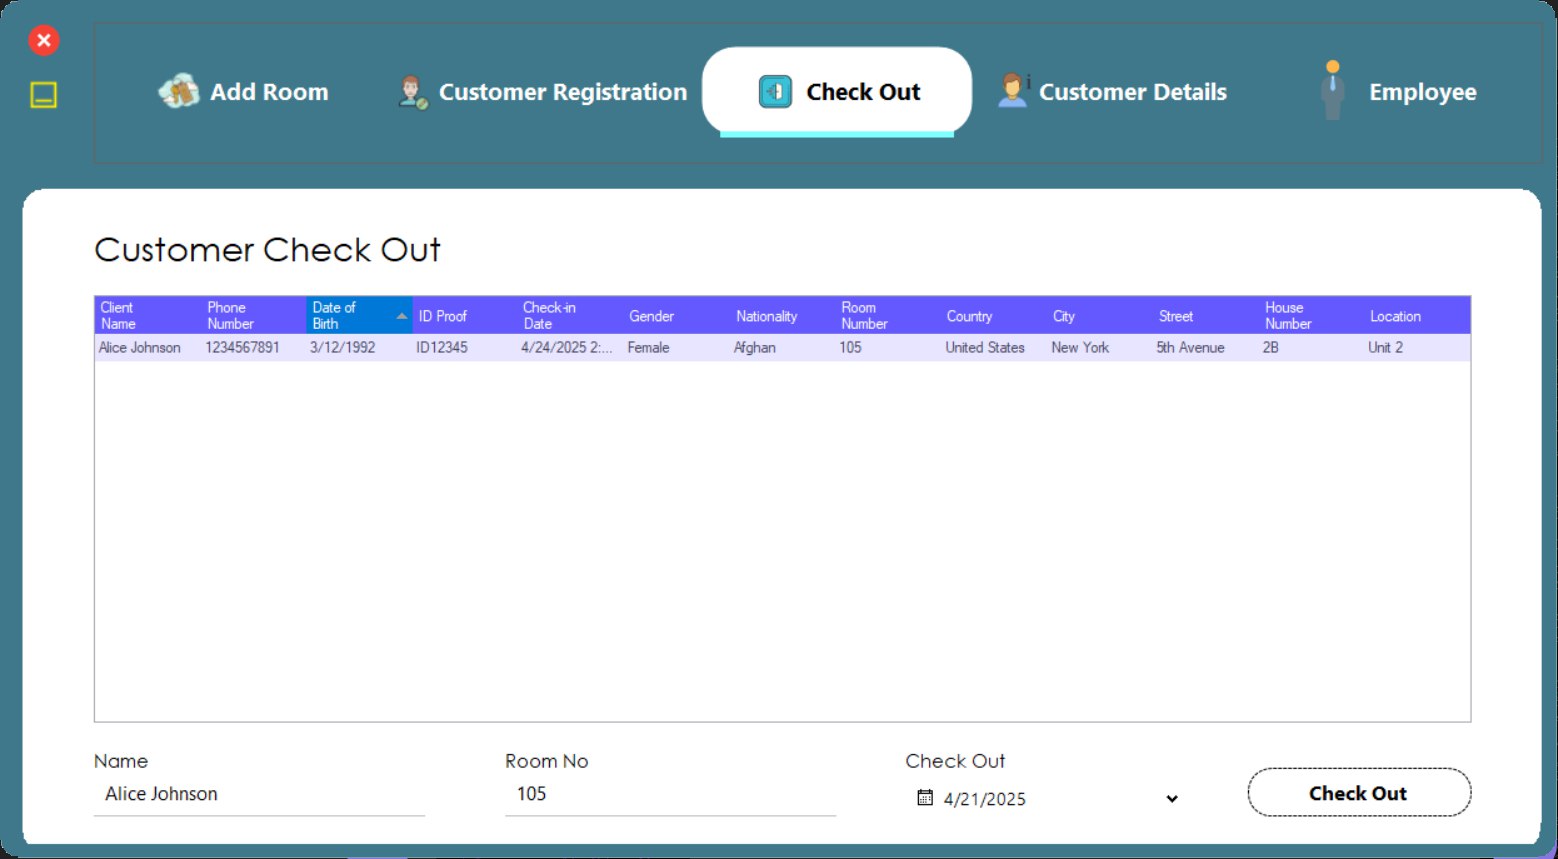 Add Room Customer Registration Check Out Customer Details Employee
Customer Check Out
Client Name Phone Number Date of Birth ID Proof Check-in Date Gender Nationality Room Number Country City Street House Number Location
Alice Johnson 1234567891 3/12/1992 ID12345 4/24/2025 2:... Female Afghan 105 United States New York 5th Avenue 2B Unit 2
Name Room No Check Out
Alice Johnson 105 4/21/2025 Check Out